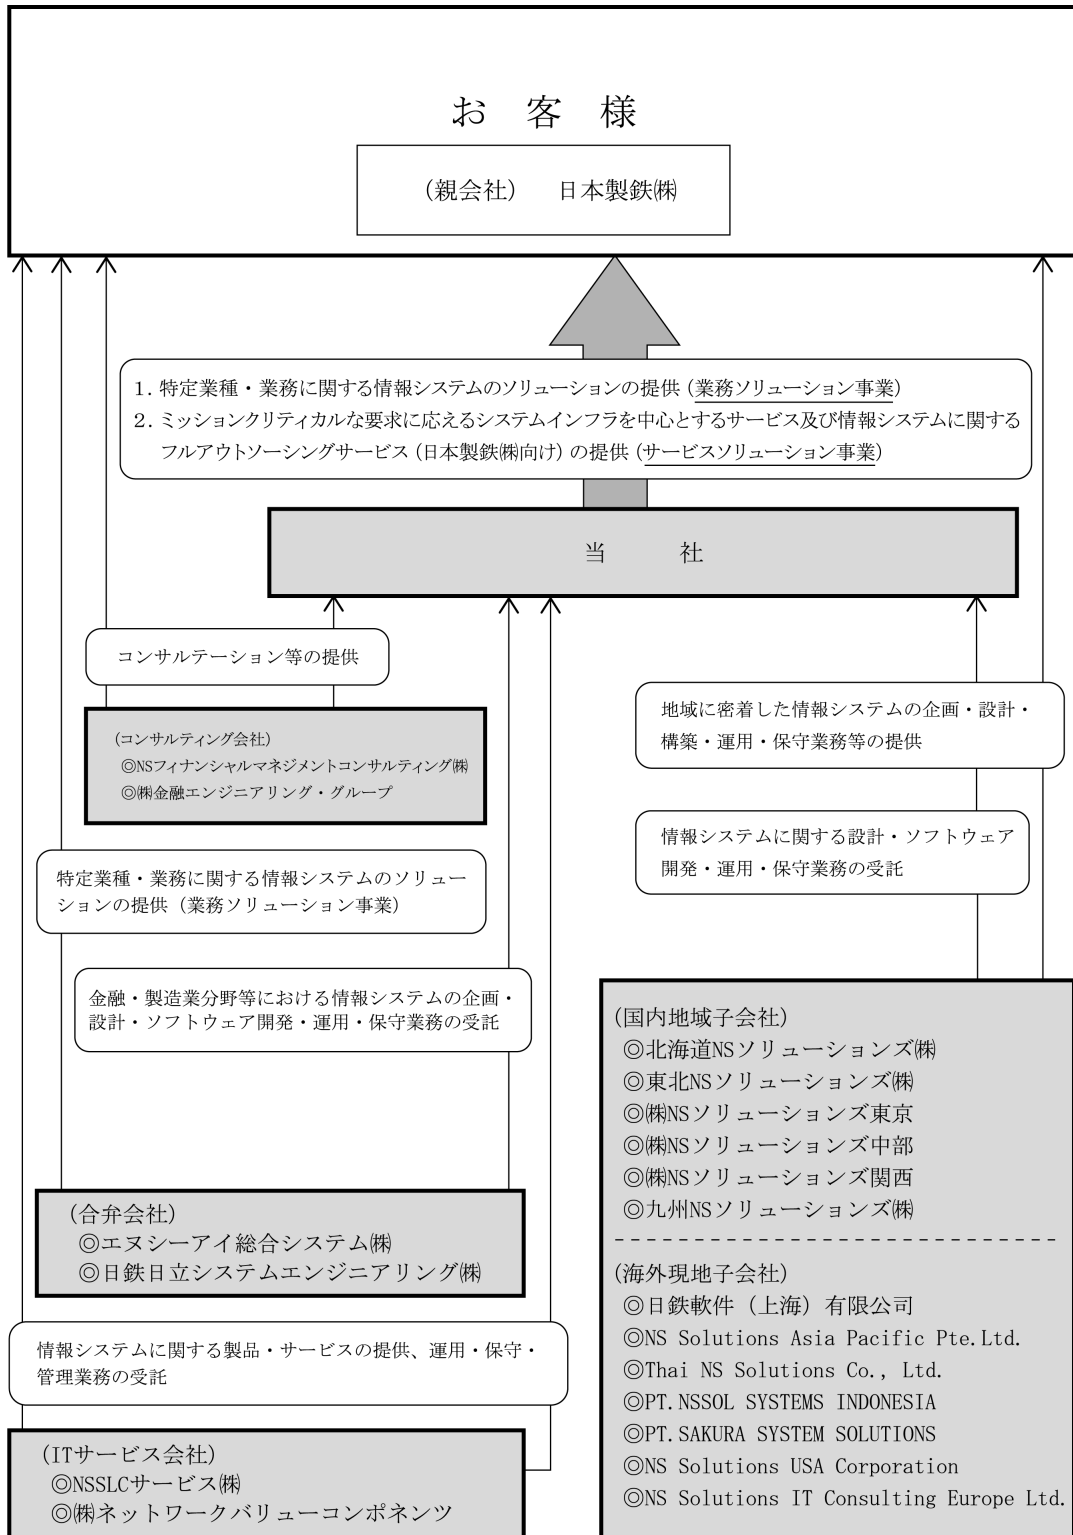 お 客 様
(親会社) 日本製鉄㈱
1. 特定業種・業務に関する情報システムのソリューションの提供 (業務ソリューション事業)
2. ミッションクリティカルな要求に応えるシステムインフラを中心とするサービス及び情報システムに関する
フルアウトソーシングサービス (日本製鉄㈱向け) の提供 (サービスソリューション事業)
当 社
コンサルテーション等の提供
(コンサルティング会社)
◎NSフィナンシャルマネジメントコンサルティング㈱
◎㈱金融エンジニアリング・グループ
地域に密着した情報システムの企画・設計・
構築・運用・保守業務等の提供
情報システムに関する設計・ソフトウェア
開発・運用・保守業務の受託
特定業種・業務に関する情報システムのソリュー
ションの提供 (業務ソリューション事業)
金融・製造業分野等における情報システムの企画・
設計・ソフトウェア開発・運用・保守業務の受託
(合弁会社)
◎エヌシーアイ総合システム㈱
◎日鉄日立システムエンジニアリング㈱
情報システムに関する製品・サービスの提供、運用・保守・
管理業務の受託
(ITサービス会社)
◎NSSLCサービス㈱
◎㈱ネットワークバリューコンポネンツ
(国内地域子会社)
◎北海道NSソリューションズ㈱
◎東北NSソリューションズ㈱
◎㈱NSソリューションズ東京
◎㈱NSソリューションズ中部
◎㈱NSソリューションズ関西
◎九州NSソリューションズ㈱
(海外現地子会社)
◎日鉄軟件（上海）有限公司
◎NS Solutions Asia Pacific Pte.Ltd.
◎Thai NS Solutions Co., Ltd.
◎PT.NSSOL SYSTEMS INDONESIA
◎PT.SAKURA SYSTEM SOLUTIONS
◎NS Solutions USA Corporation
◎NS Solutions IT Consulting Europe Ltd.